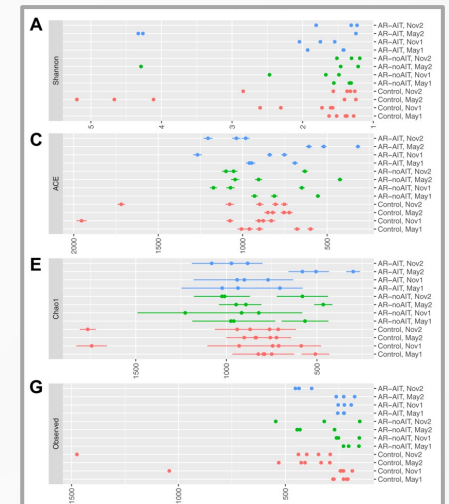 A
Shannon
AR-AIT, Nov2
AR-AIT, May2
AR-AIT, Nov1
AR-AIT, May1
AR-noAIT, Nov2
AR-noAIT, May2
AR-noAIT, Nov1
AR-noAIT, May1
Control, Nov2
Control, May2
Control, Nov1
Control, May1
5 4 3 2 1
C
ACE
AR-AIT, Nov2
AR-AIT, May2
AR-AIT, Nov1
AR-AIT, May1
AR-noAIT, Nov2
AR-noAIT, May2
AR-noAIT, Nov1
AR-noAIT, May1
Control, Nov2
Control, May2
Control, Nov1
Control, May1
2000 1500 1000 500
E
Chao1
AR-AIT, Nov2
AR-AIT, May2
AR-AIT, Nov1
AR-AIT, May1
AR-noAIT, Nov2
AR-noAIT, May2
AR-noAIT, Nov1
AR-noAIT, May1
Control, Nov2
Control, May2
Control, Nov1
Control, May1
1500 1000 500
G
Observed
AR-AIT, Nov2
AR-AIT, May2
AR-AIT, Nov1
AR-AIT, May1
AR-noAIT, Nov2
AR-noAIT, May2
AR-noAIT, Nov1
AR-noAIT, May1
Control, Nov2
Control, May2
Control, Nov1
Control, May1
1500 500